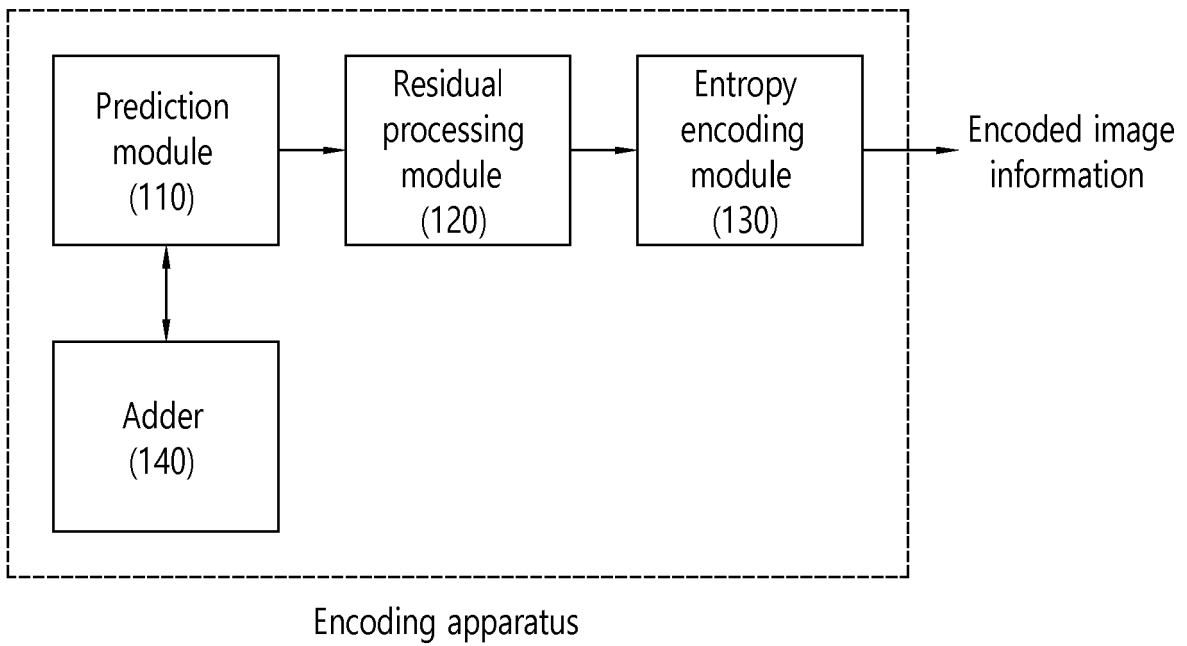 Prediction
module
(110)
Residual
processing
module
(120)
Entropy
encoding
module
(130)
Encoded image
information
Adder
(140)
Encoding apparatus